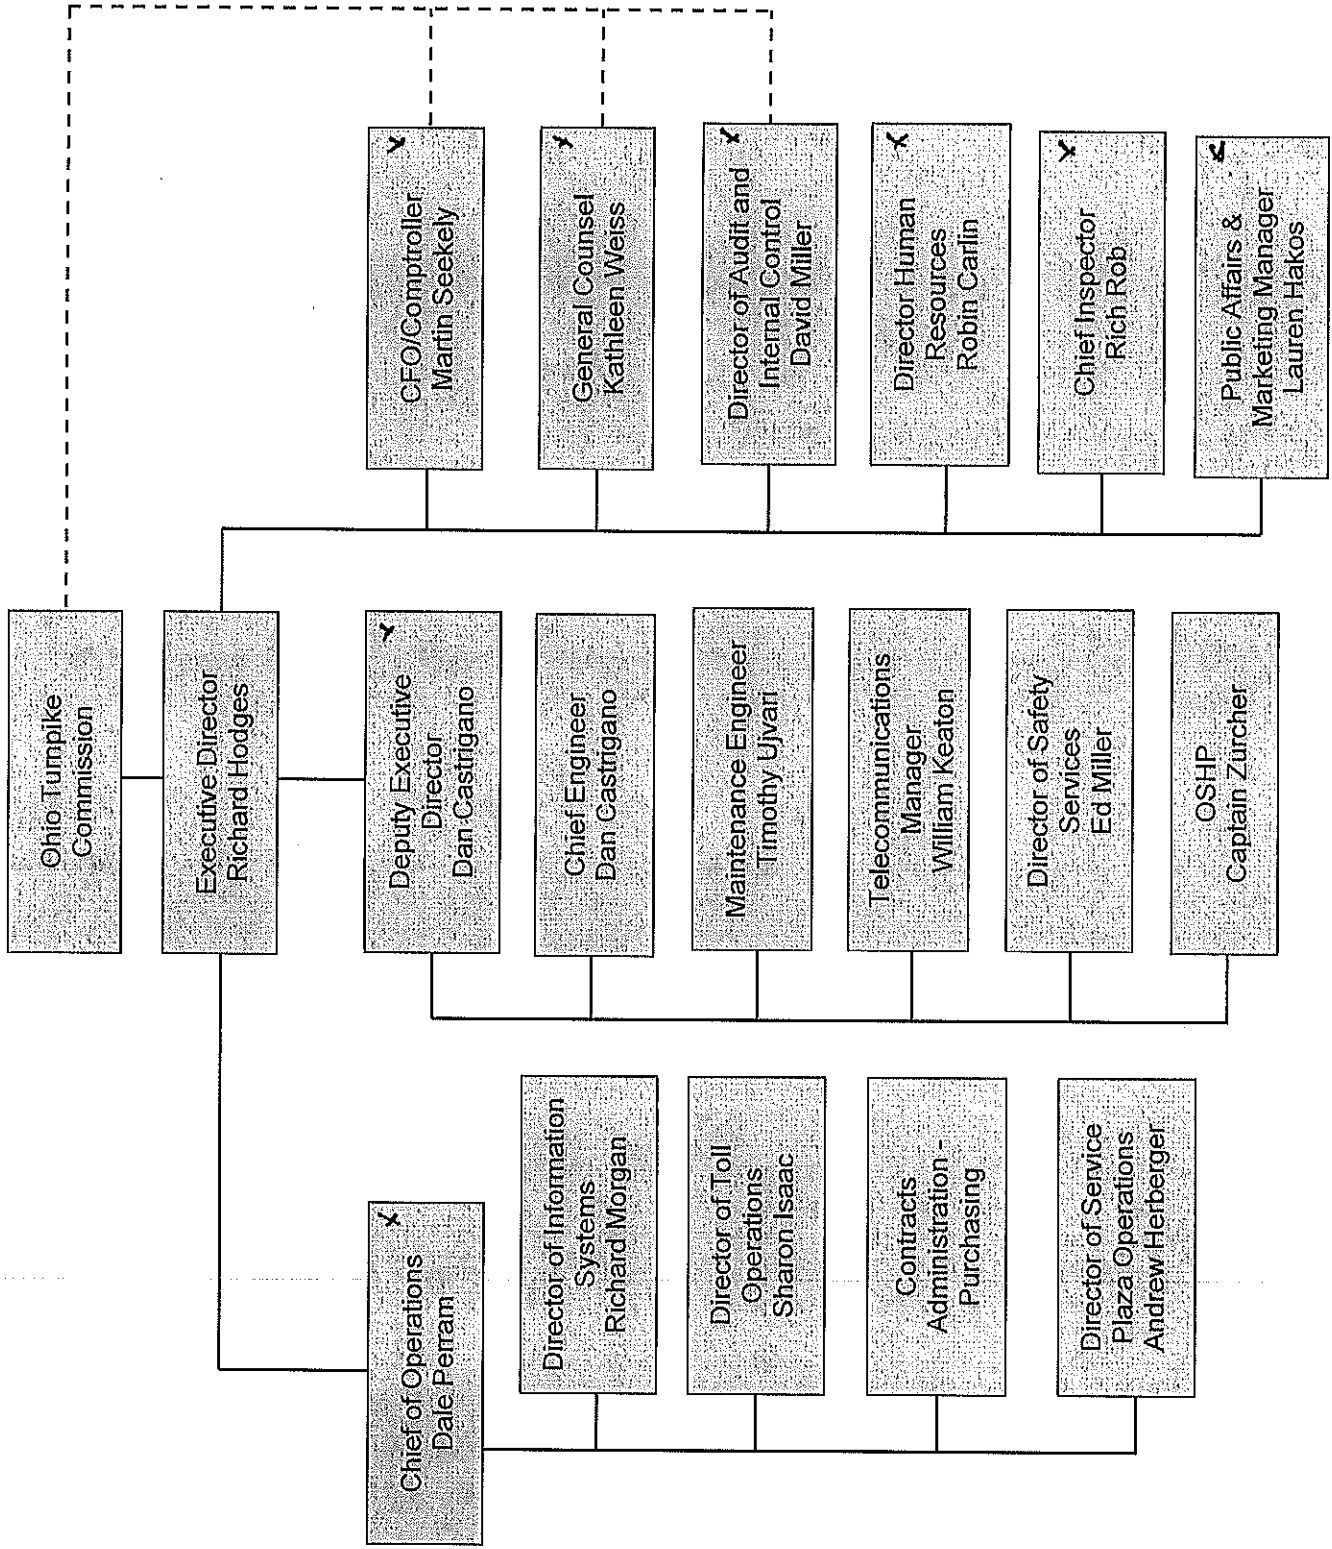 Ohio Turnpike
Commission
Executive Director
Richard Hodges
Chief of Operations
Dale Perram
Director of Information
Systems
Richard Morgan
Director of Toll
Operations
Sharon Isaac
Contracts
Administration -
Purchasing
Director of Service
Plaza Operations
Andrew Herberger
Deputy Executive
Director
Dan Castrigano
Chief Engineer
Dan Castrigano
Maintenance Engineer
Timothy Ujvari
Telecommunications
Manager
William Keaton
Director of Safety
Services
Ed Miller
OSHP
Captain Zurcher
CFO/Comptroller
Martin Seekely
General Counsel
Kathleen Weiss
Director of Audit and
Internal Control
David Miller
Director Human
Resources
Robin Carlin
Chief Inspector
Rich Rob
Public Affairs &
Marketing Manager
Lauren Hakos